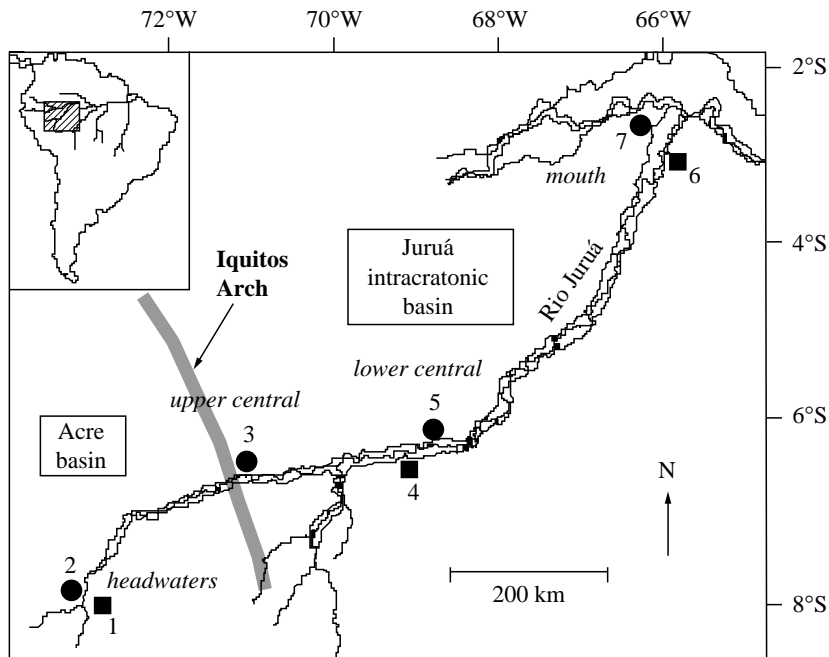 72°W 70°W 68°W 66°W
2°S
7
mouth
6
4°S
Iquitos
Arch
Juruá
intracratonic
basin
Rio Juruá
lower central
upper central
5
6°S
Acre
basin
3
4
N
2
headwaters
1
200 km
8°S